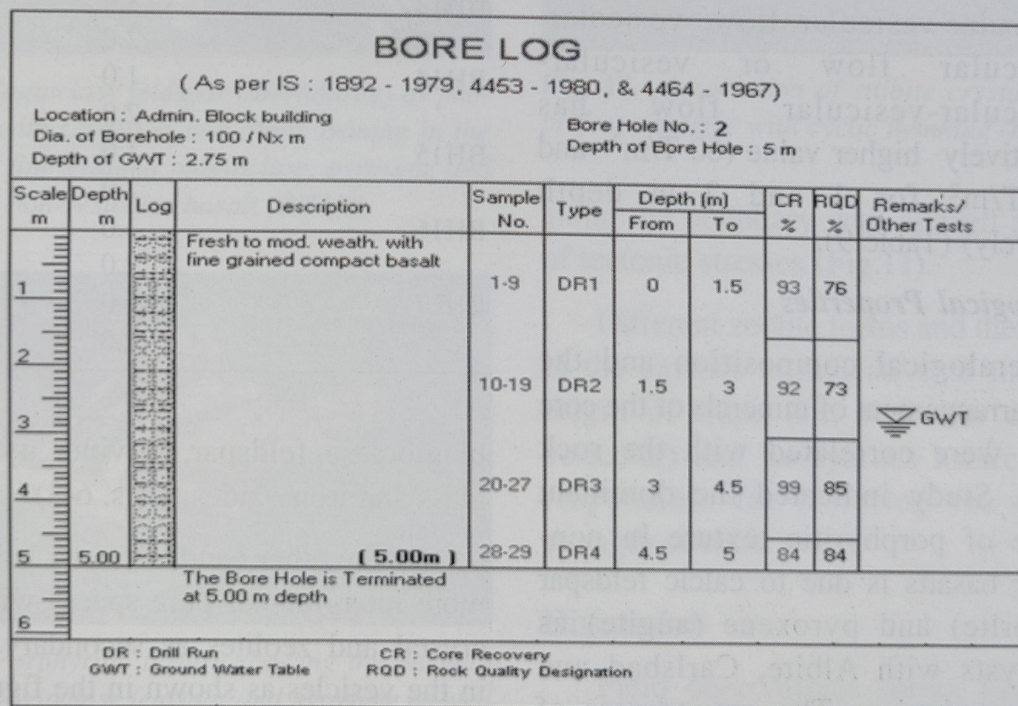 BORE LOG
( As per IS : 1892 - 1979, 4453 - 1980, & 4464 - 1967)
Location : Admin. Block building
Dia. of Borehole : 100 / Nx m
Depth of GWT : 2.75 m
Bore Hole No. : 2
Depth of Bore Hole : 5 m
Scale m Depth m Log Description Sample No. Type Depth (m) From To CR % RQD % Remarks/ Other Tests
Fresh to mod. weath. with
fine grained compact basalt
1 1-9 DR1 0 1.5 93 76
2 10-19 DR2 1.5 3 92 73
3 GWT
4 20-27 DR3 3 4.5 99 85
5 5.00 ( 5.00m ) 28-29 DR4 4.5 5 84 84
The Bore Hole is Terminated
at 5.00 m depth
6
DR : Drill Run CR : Core Recovery
GWT : Ground Water Table RQD : Rock Quality Designation